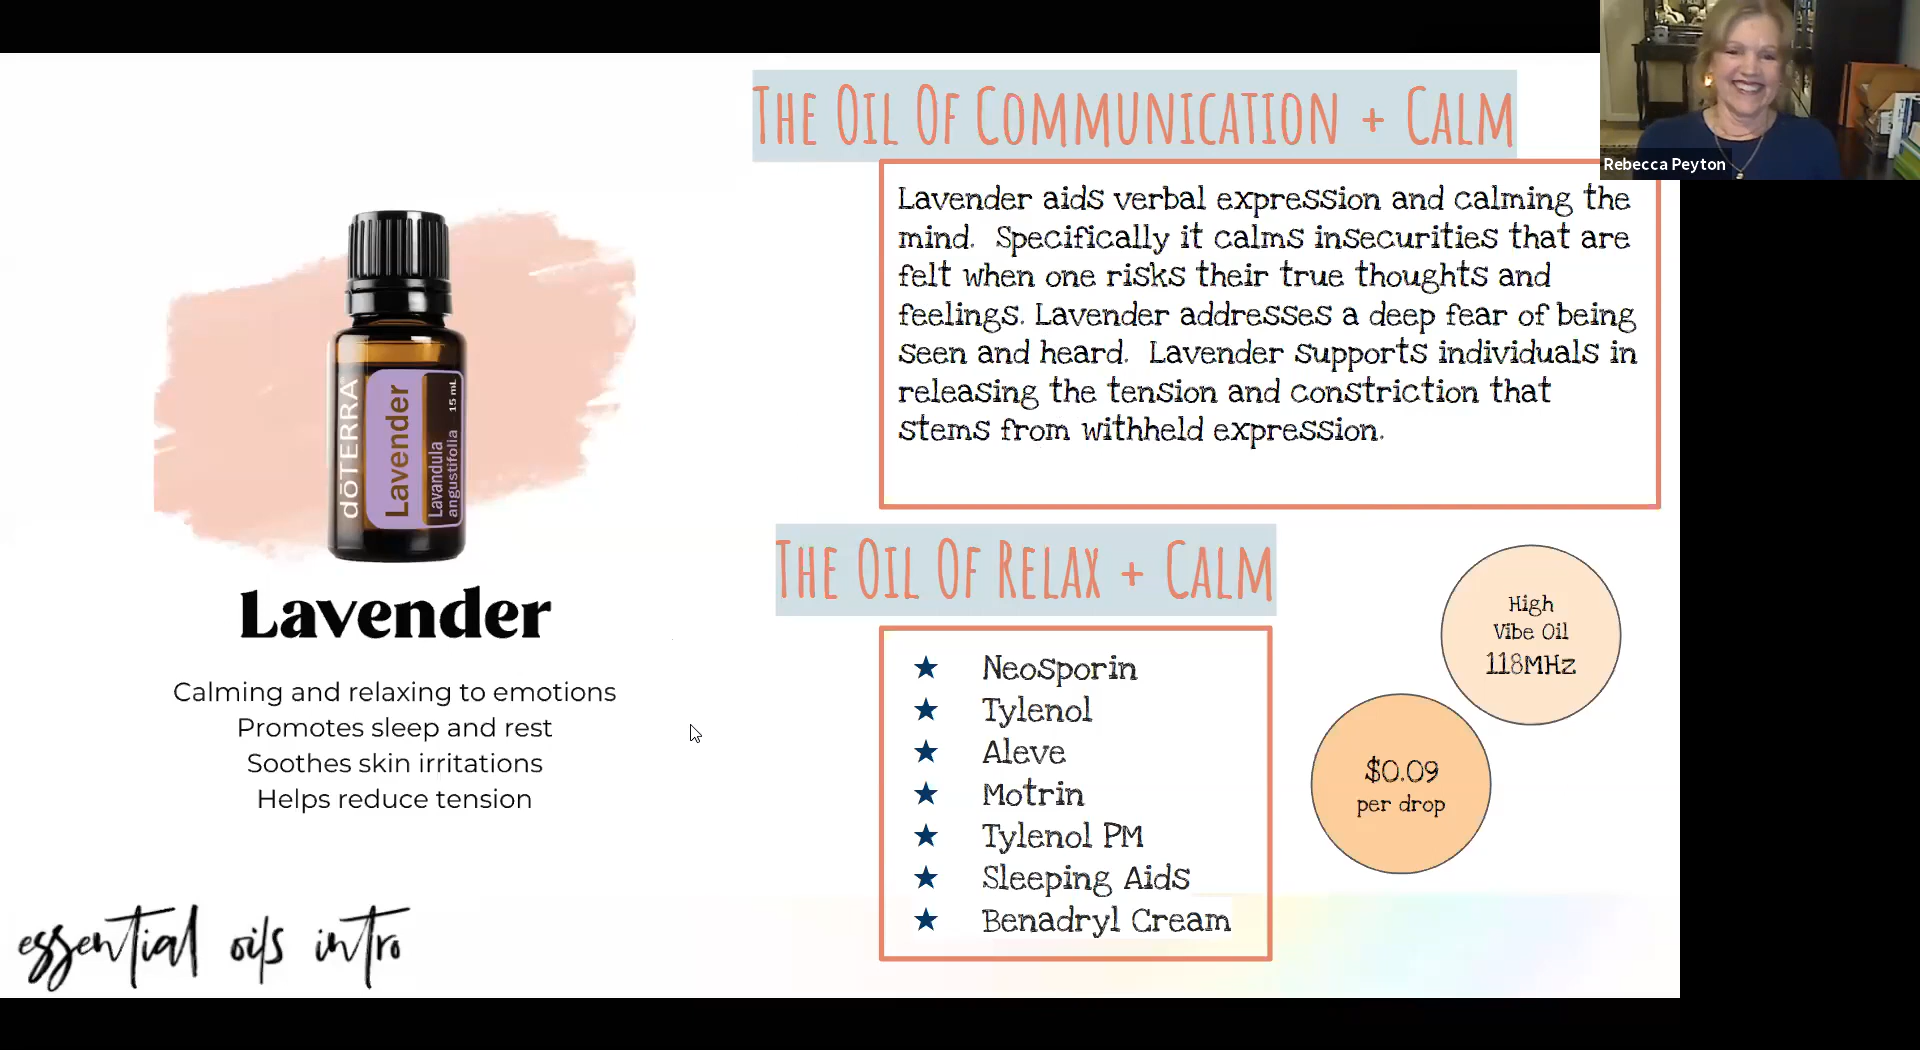 The Oil Of Communication + Calm
Rebecca Peyton
Lavender aids verbal expression and calming the
mind. Specifically it calms insecurities that are
felt when one risks their true thoughts and
feelings. Lavender addresses a deep fear of being
seen and heard. Lavender supports individuals in
releasing the tension and constriction that
stems from withheld expression.
dōTERRA
Lavender
Lavandula
angustifolia 15 mL
Lavender
Calming and relaxing to emotions
Promotes sleep and rest
Soothes skin irritations
Helps reduce tension
essential oils intro
The Oil Of Relax + Calm
★ Neosporin
★ Tylenol
★ Aleve
★ Motrin
★ Tylenol PM
★ Sleeping Aids
★ Benadryl Cream
High
Vibe Oil
118MHz
$0.09
per drop